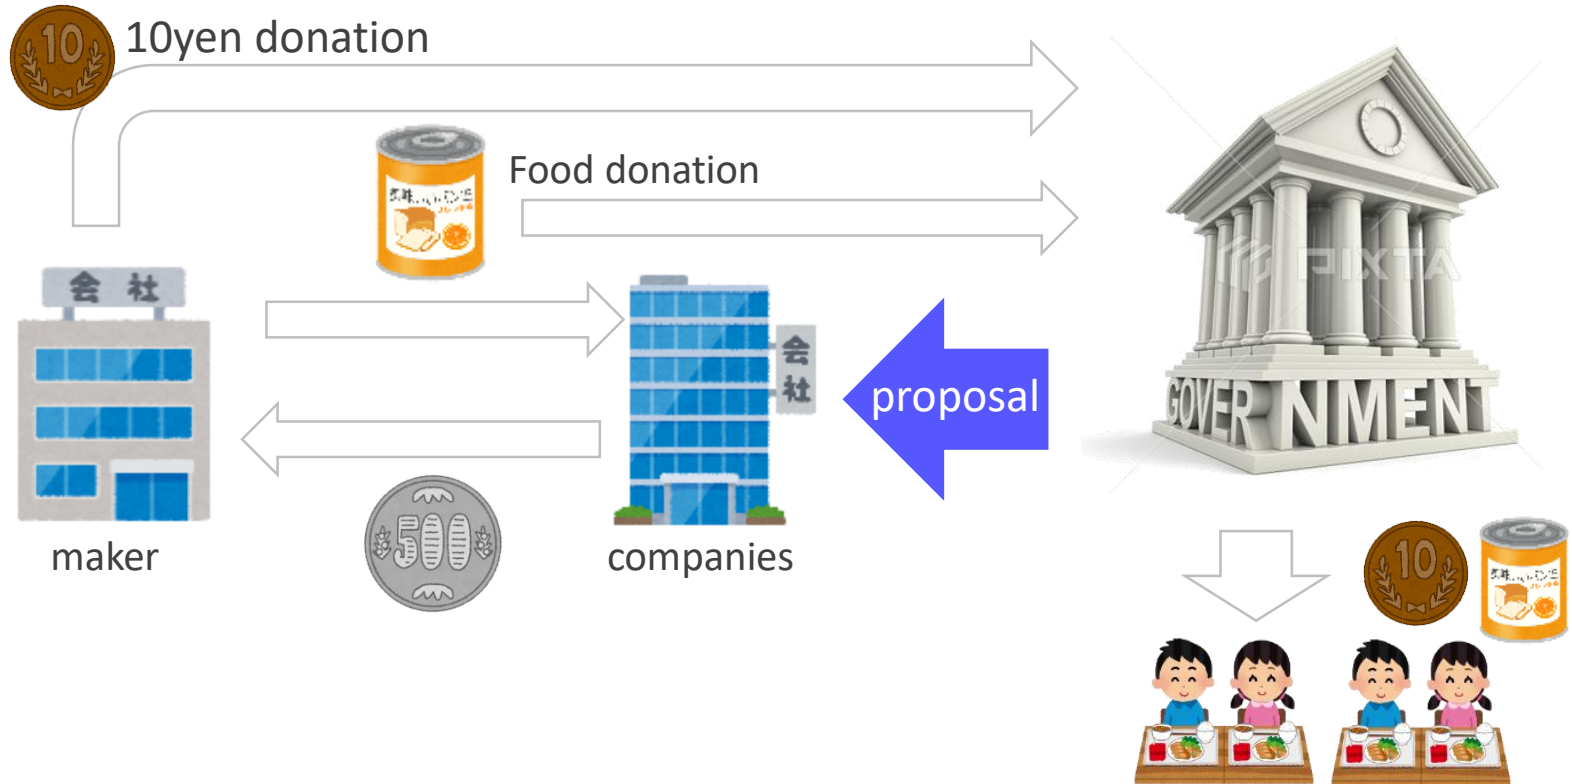 10
10yen donation
Food donation
会社
会社
proposal
PIXTA
GOVERNMENT
500
maker
companies
10